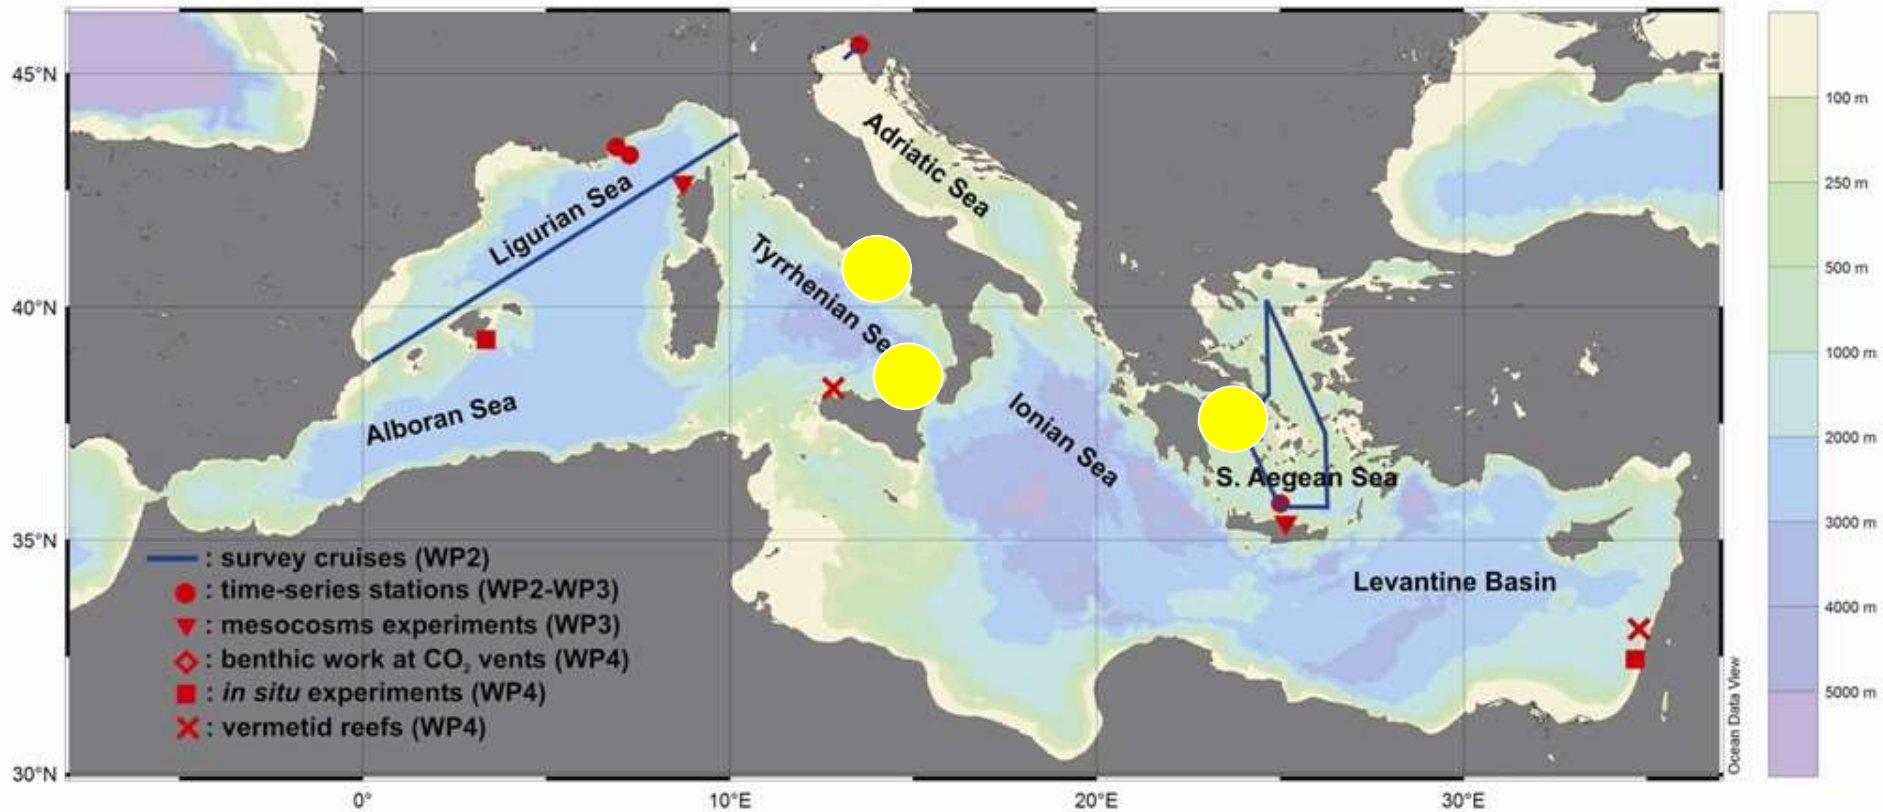 45°N
40°N
35°N
30°N
0°
10°E
20°E
30°E
Adriatic Sea
Ligurian Sea
Tyrrhenian Se
Alboran Sea
Ionian Sea
S. Aegean Sea
Levantine Basin
: survey cruises (WP2)
: time-series stations (WP2-WP3)
: mesocosms experiments (WP3)
: benthic work at CO₂ vents (WP4)
: in situ experiments (WP4)
: vermetid reefs (WP4)
Ocean Data View
100 m
250 m
500 m
1000 m
2000 m
3000 m
4000 m
5000 m